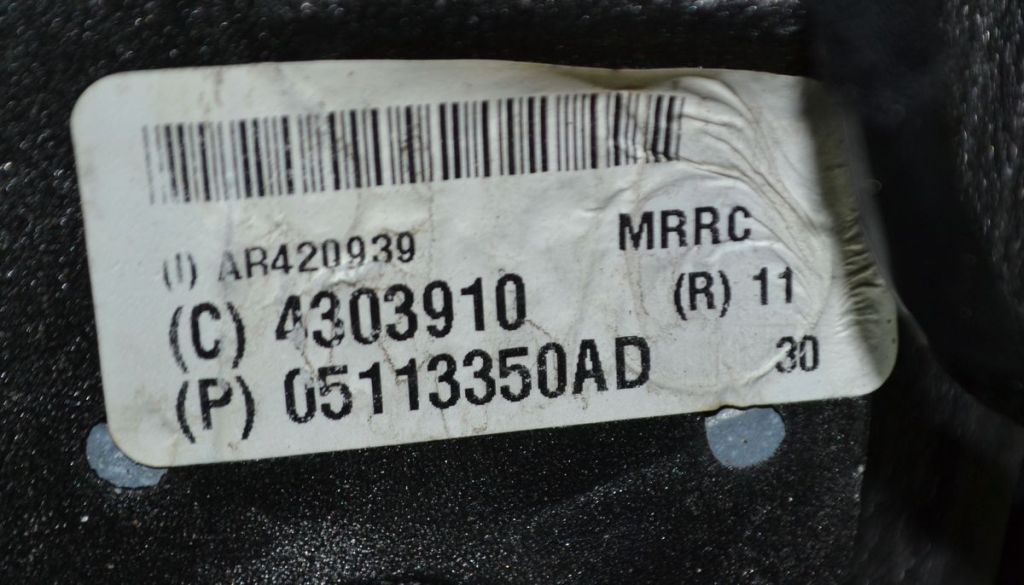 MRRC
(I) AR420939
(R) 11
(C) 4303910
30
(P) 05113350AD